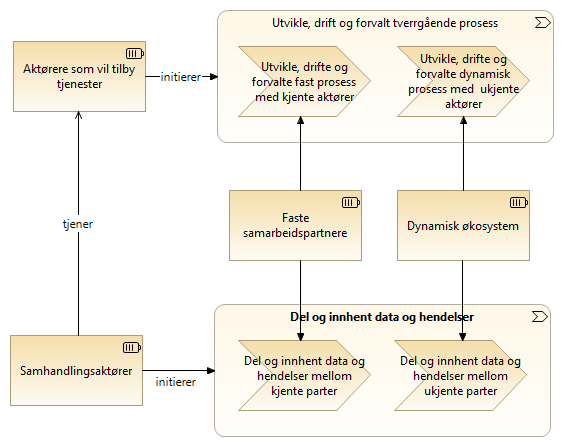 Utvikle, drift og forvalt tverrgående prosess
Aktørere som vil tilby
tjenester
initierer
Utvikle, drifte og
forvalte fast prosess
med kjente aktører
Utvikle, drifte og
forvalte dynamisk
prosess med ukjente
aktører
tjener
Faste
samarbeidspartnere
Dynamisk økosystem
Del og innhent data og hendelser
Samhandlingsaktører
initierer
Del og innhent data og
hendelser mellom
kjente parter
Del og innhent data og
hendelser mellom
ukjente parter